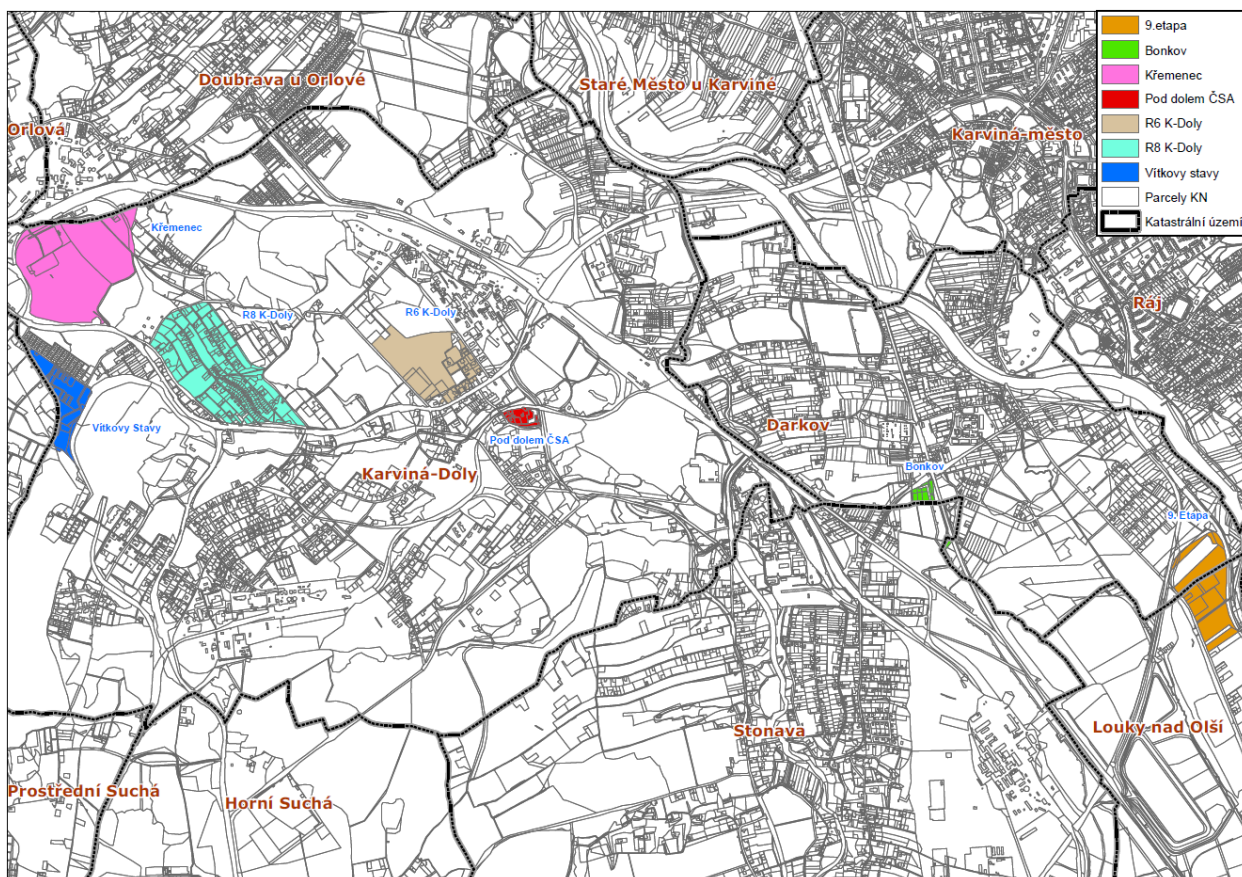 9.etapa
Bonkov
Křemenec
Pod dolem ČSA
R6 K-Doly
R8 K-Doly
Vítkovy stavy
Parcely KN
Katastrální území
Doubrava u Orlové
Staré Město u Karviné
Orlová
Karviná-město
Křemenec
Ráj
R8 K-Doly
R6 K-Doly
Vítkovy Stavy
Pod dolem ČSA
Darkov
Karviná-Doly
Bonkov
9. Etapa
Stonava
Louky nad Olší
Prostřední Suchá
Horní Suchá